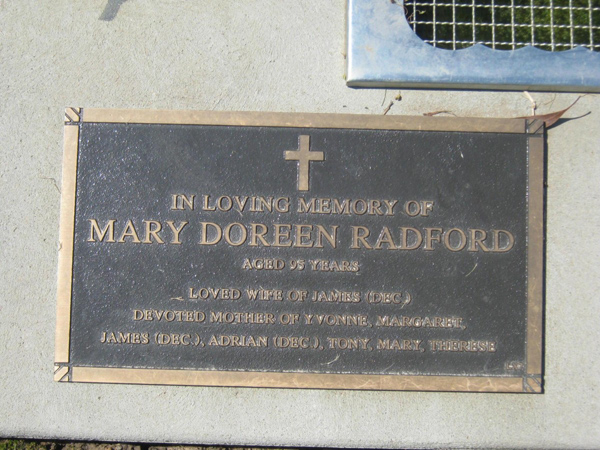 IN LOVING MEMORY OF
MARY DOREEN RADFORD
AGED 95 YEARS
LOVED WIFE OF JAMES (DEC.)
DEVOTED MOTHER OF YVONNE, MARGARET,
JAMES (DEC.), ADRIAN (DEC.), TONY, MARY, THERESE